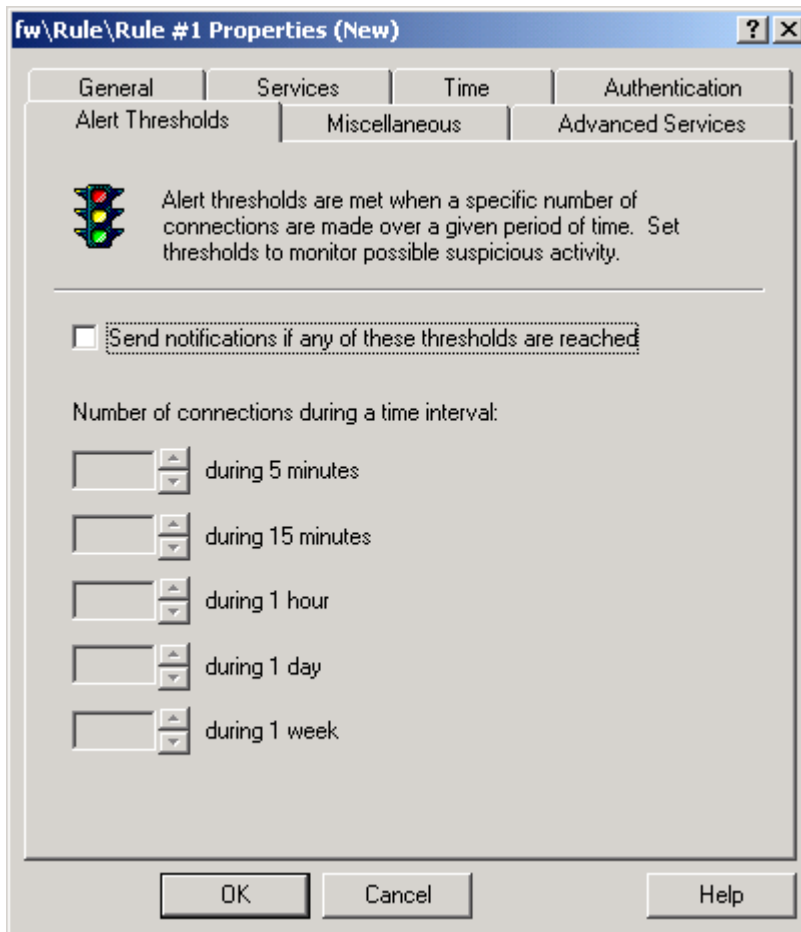 fw\Rule\Rule #1 Properties (New)
General Services Time Authentication
Alert Thresholds Miscellaneous Advanced Services
Alert thresholds are met when a specific number of
connections are made over a given period of time. Set
thresholds to monitor possible suspicious activity.
Send notifications if any of these thresholds are reached
Number of connections during a time interval:
during 5 minutes
during 15 minutes
during 1 hour
during 1 day
during 1 week
OK Cancel Help